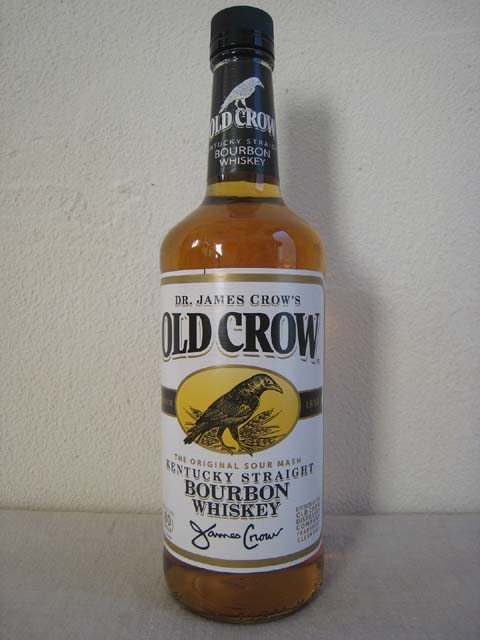 OLD CROW
KENTUCKY STRAIGHT
BOURBON
WHISKEY
DR. JAMES CROW'S
OLD CROW
THE ORIGINAL SOUR MASH
KENTUCKY STRAIGHT
BOURBON
WHISKEY
James Crow